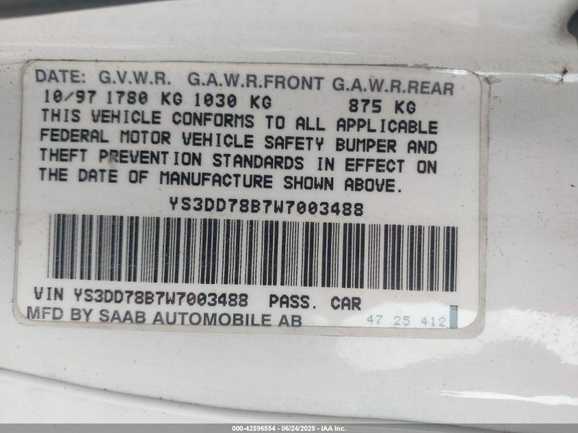 DATE: G.V.W.R. G.A.W.R.FRONT G.A.W.R.REAR
10/97 1780 KG 1030 KG 875 KG
THIS VEHICLE CONFORMS TO ALL APPLICABLE
FEDERAL MOTOR VEHICLE SAFETY BUMPER AND
THEFT PREVENTION STANDARDS IN EFFECT ON
THE DATE OF MANUFACTURE SHOWN ABOVE.
YS3DD78B7W7003488
VIN YS3DD78B7W7003488 PASS. CAR
MFD BY SAAB AUTOMOBILE AB 47 25 412
000-42596554 - 06/24/2025 - IAA Inc.